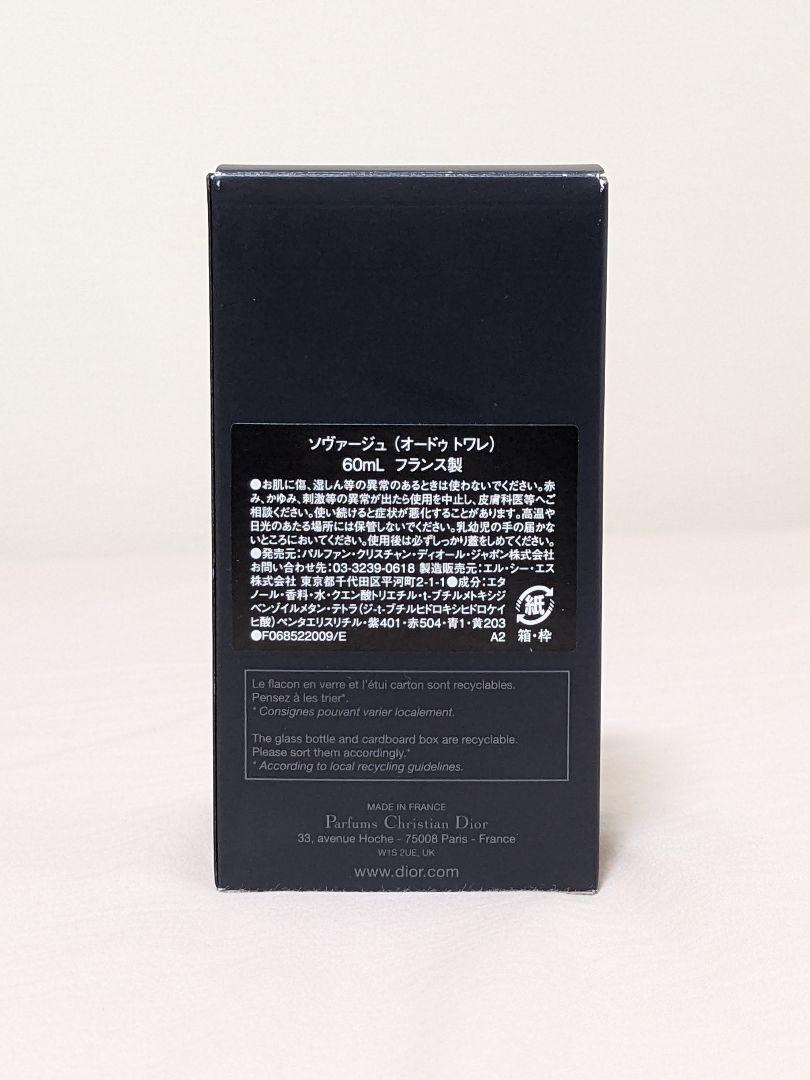 ソヴァージュ (オードゥ トワレ)
60mL フランス製
●お肌に傷、湿しん等の異常のあるときは使わないでください。赤
み、かゆみ、刺激等の異常が出たら使用を中止し、皮膚科医等へご
相談ください。使い続けると症状が悪化することがあります。高温や
日光のあたる場所には保管しないでください。乳幼児の手の届かな
いところにおいてください。使用後は必ずしっかり蓋をしめてください。
●発売元:パルファン・クリスチャン・ディオール・ジャポン株式会社
お問い合わせ先:03-3239-0618 製造販売元:エル・シー・エス
株式会社 東京都千代田区平河町2-1-1●成分:エタ
ノール・香料・水・クエン酸トリエチル・t-ブチルメトキシジ
ベンゾイルメタン・テトラ(ジ-t-ブチルヒドロキシヒドロケイ
ヒ酸)ペンタエリスリチル・紫401・赤504・青1・黄203
●F068522009/E A2
紙
箱・枠
Le flacon en verre et l'étui carton sont recyclables.
Pensez à les trier*.
* Consignes pouvant varier localement.
The glass bottle and cardboard box are recyclable.
Please sort them accordingly.*
* According to local recycling guidelines.
MADE IN FRANCE
Parfums Christian Dior
33, avenue Hoche - 75008 Paris - France
W1S 2UE, UK
www.dior.com